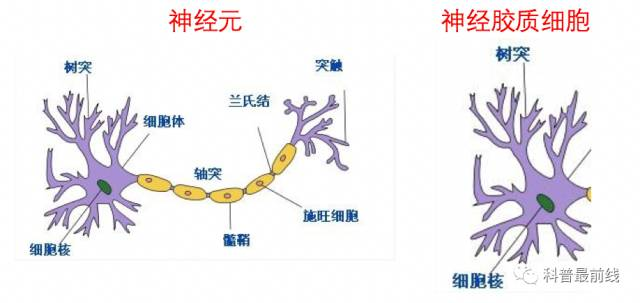 神经元
神经胶质细胞
树突
细胞体
兰氏结
突触
轴突
施旺细胞
髓鞘
细胞核
树突
细胞核
科普最前线